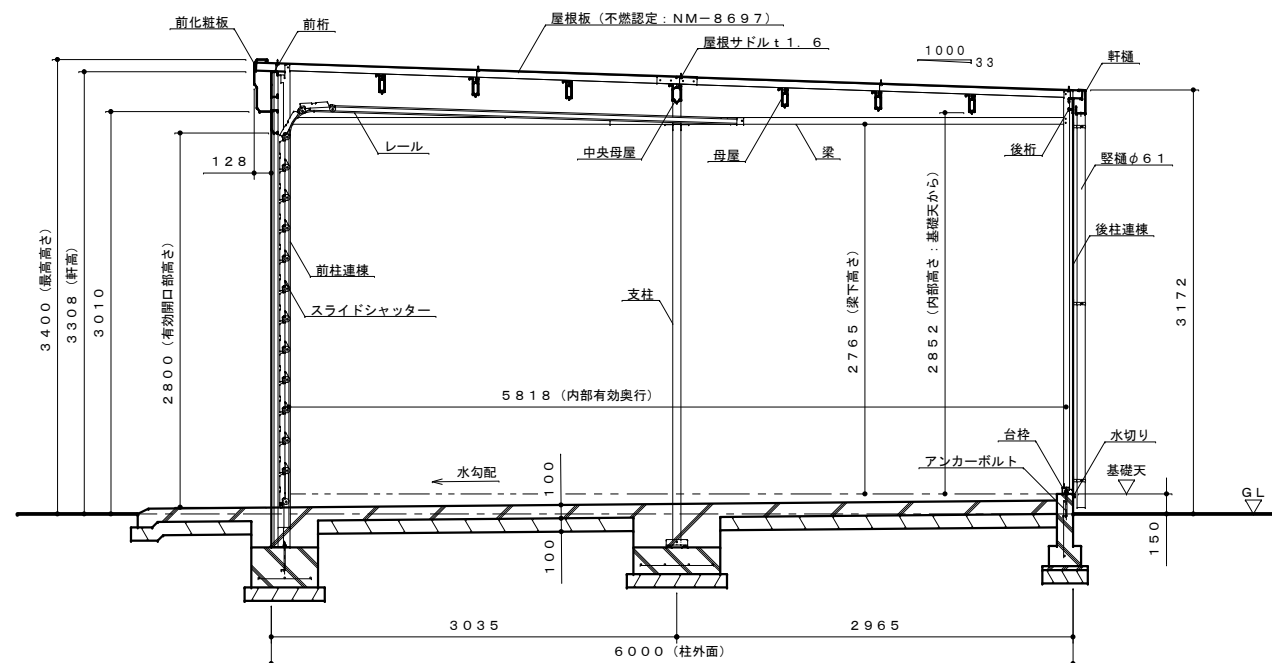 屋根板（不燃認定：NM－8697）
前化粧板
前桁
屋根サドルｔ1．6
1000
33
軒樋
レール
中央母屋
母屋
梁
後桁
竪樋φ61
128
3400（最高高さ）
3308（軒高）
3010
2800（有効開口部高さ）
前柱連棟
スライドシャッター
支柱
2765（梁下高さ）
2852（内部高さ：基礎天から）
後柱連棟
3172
5818（内部有効奥行）
台枠
水切り
アンカーボルト
基礎天
水勾配
100
GL
100
150
3035
2965
6000（柱外面）